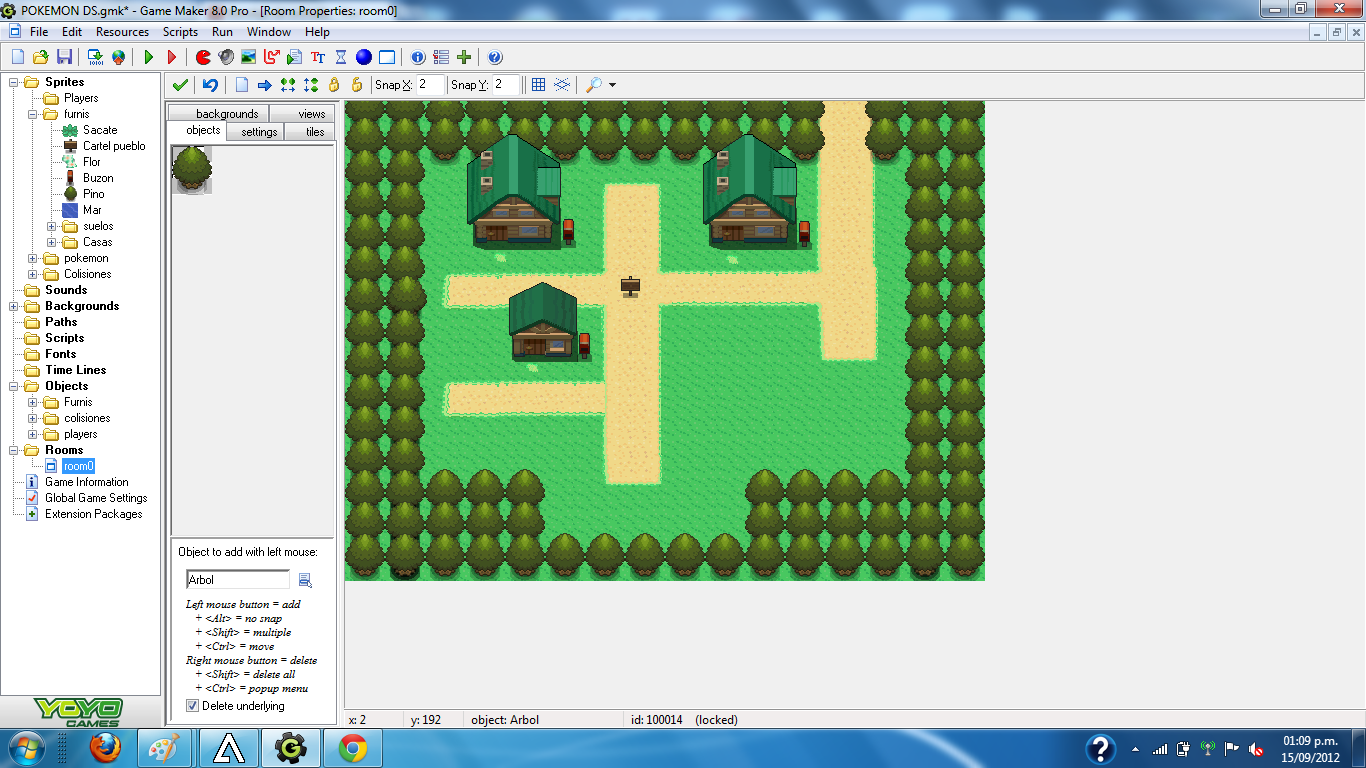 POKEMON DS.gmk* - Game Maker 8.0 Pro - [Room Properties: room0]
File Edit Resources Scripts Run Window Help
Snap X: 2 Snap Y: 2
Sprites
Players
furnis
Sacate
Cartel pueblo
Flor
Buzon
Pino
Mar
suelos
Casas
pokemon
Colisiones
Sounds
Backgrounds
Paths
Scripts
Fonts
Time Lines
Objects
Furnis
colisiones
players
Rooms
room0
Game Information
Global Game Settings
Extension Packages
YOYO
GAMES
backgrounds views
objects settings tiles
Object to add with left mouse:
Arbol
Left mouse button = add
+ <Alt> = no snap
+ <Shift> = multiple
+ <Ctrl> = move
Right mouse button = delete
+ <Shift> = delete all
+ <Ctrl> = popup menu
Delete underlying
x: 2 y: 192 object: Arbol id: 100014 (locked)
01:09 p.m.
15/09/2012